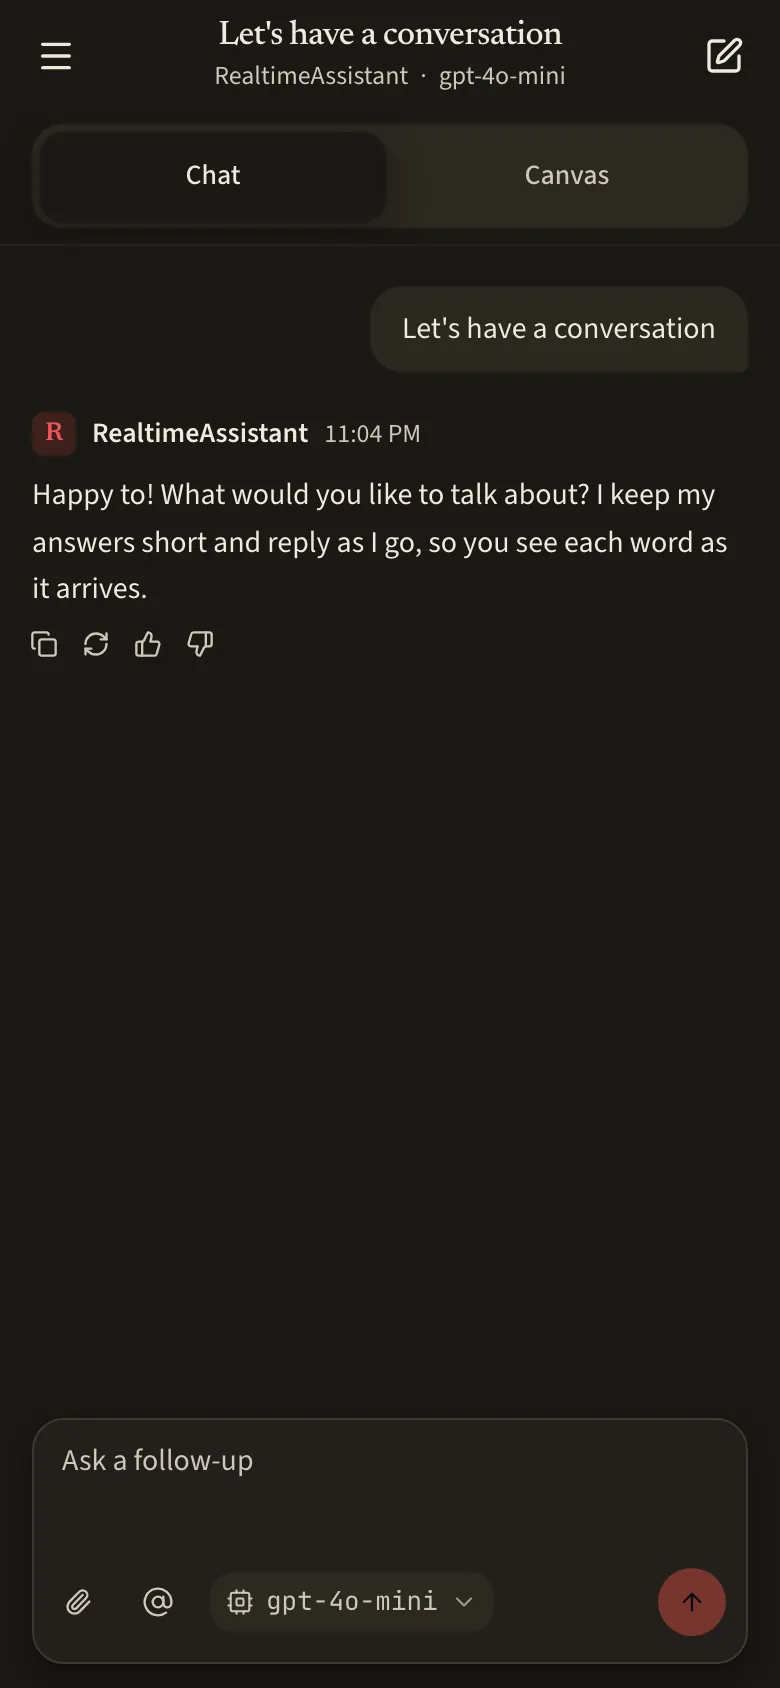 Let's have a conversation
RealtimeAssistant · gpt-4o-mini
Chat
Canvas
Let's have a conversation
R RealtimeAssistant 11:04 PM
Happy to! What would you like to talk about? I keep my
answers short and reply as I go, so you see each word as
it arrives.
Ask a follow-up
gpt-4o-mini